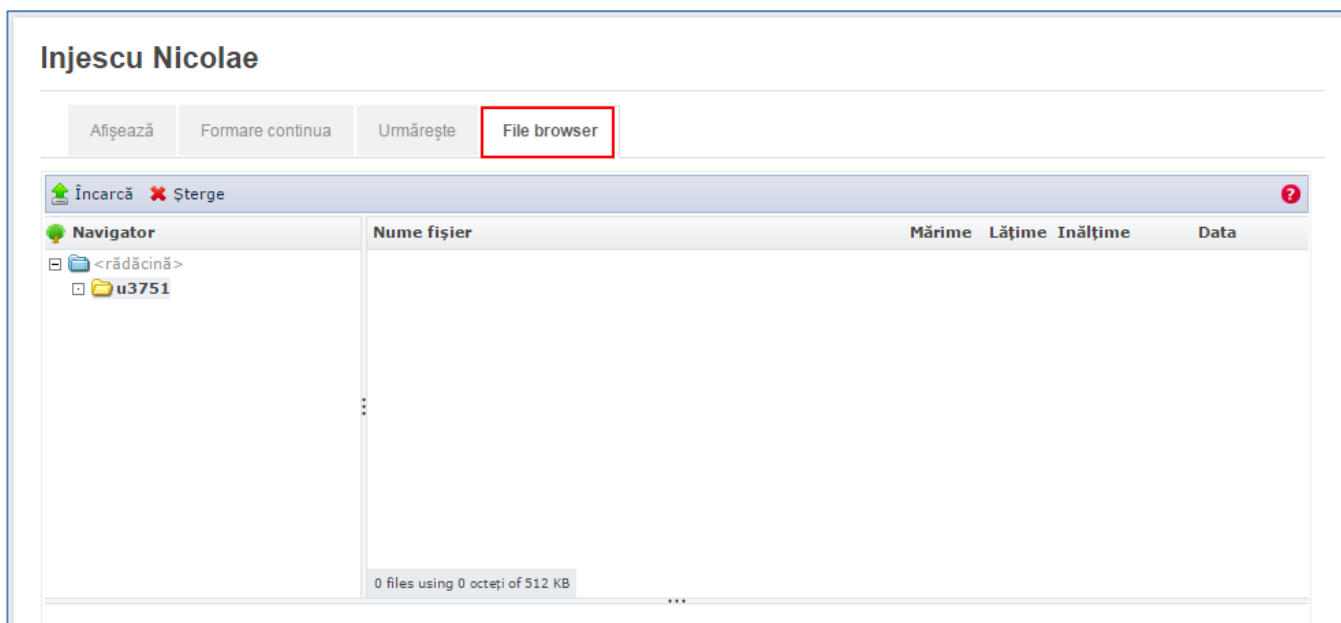 Injescu Nicolae
Afişează Formare continua Urmăreşte File browser
Încarcă Şterge ?
Navigator Nume fişier Mărime Lăţime Inălţime Data
<rădăcină>
u3751
0 files using 0 octeţi of 512 KB